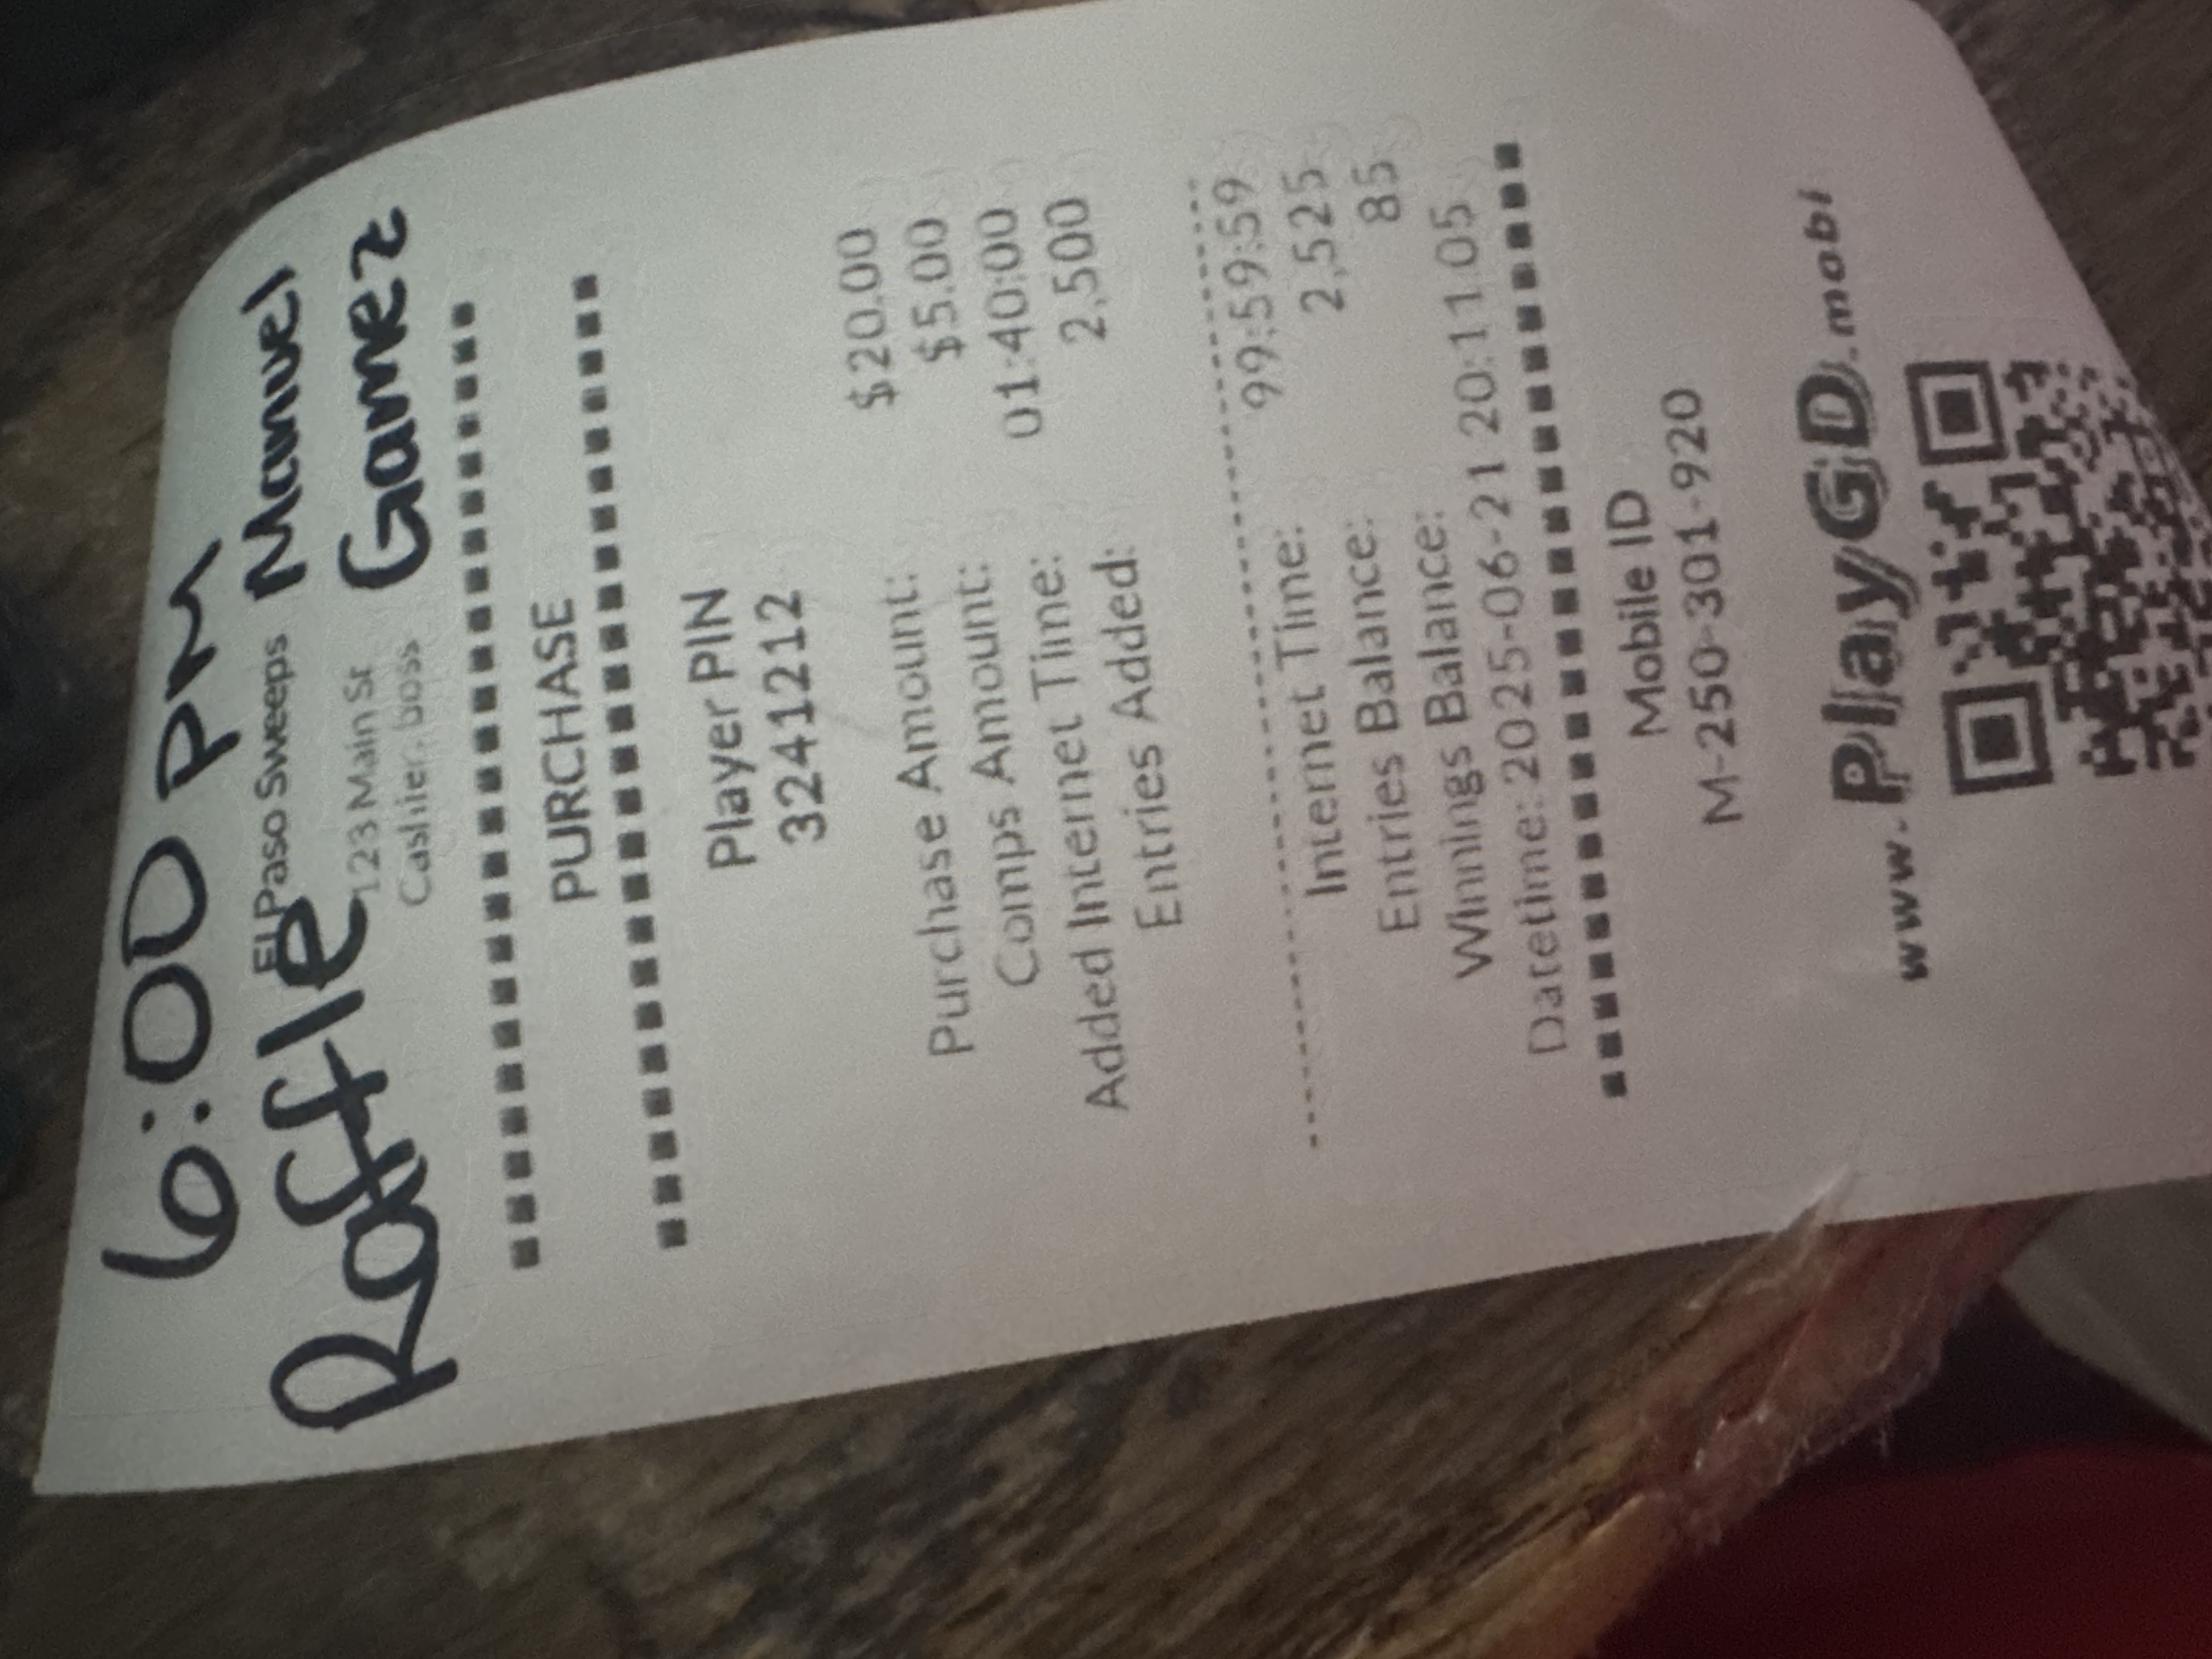 6:00 PM
El Paso Sweeps Manuel
Raffle
123 Main St Gamez
Cashier: boss
PURCHASE
Player PIN
3241212
Purchase Amount: $20.00
Comps Amount: $5.00
Added Internet Time: 01:40:00
Entries Added: 2,500
Internet Time: 99:59:59
Entries Balance: 2,525
Winnings Balance: 85
Datetime: 2025-06-21 20:11:05
Mobile ID
M-250-301-920
www.PlayGD.mobi